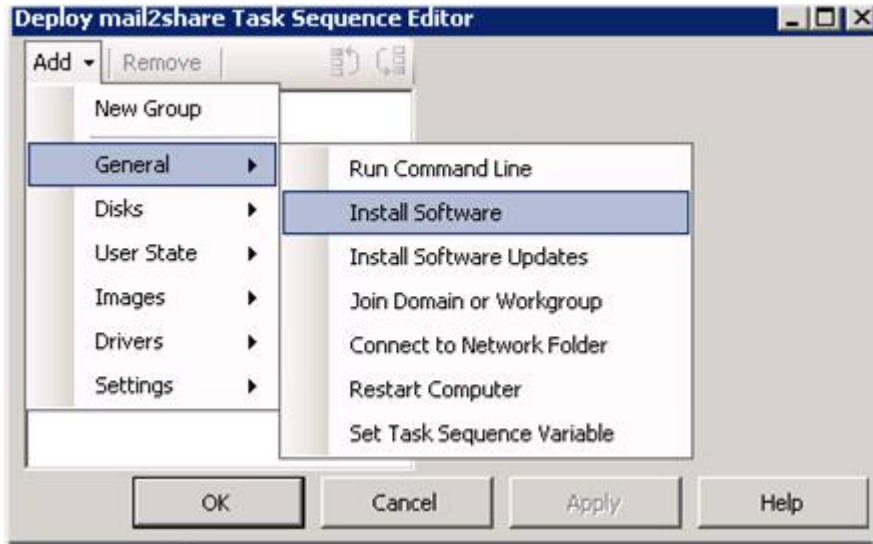 Deploy mail2share Task Sequence Editor
Add Remove
New Group
General
Disks
User State
Images
Drivers
Settings
Run Command Line
Install Software
Install Software Updates
Join Domain or Workgroup
Connect to Network Folder
Restart Computer
Set Task Sequence Variable
OK Cancel Apply Help